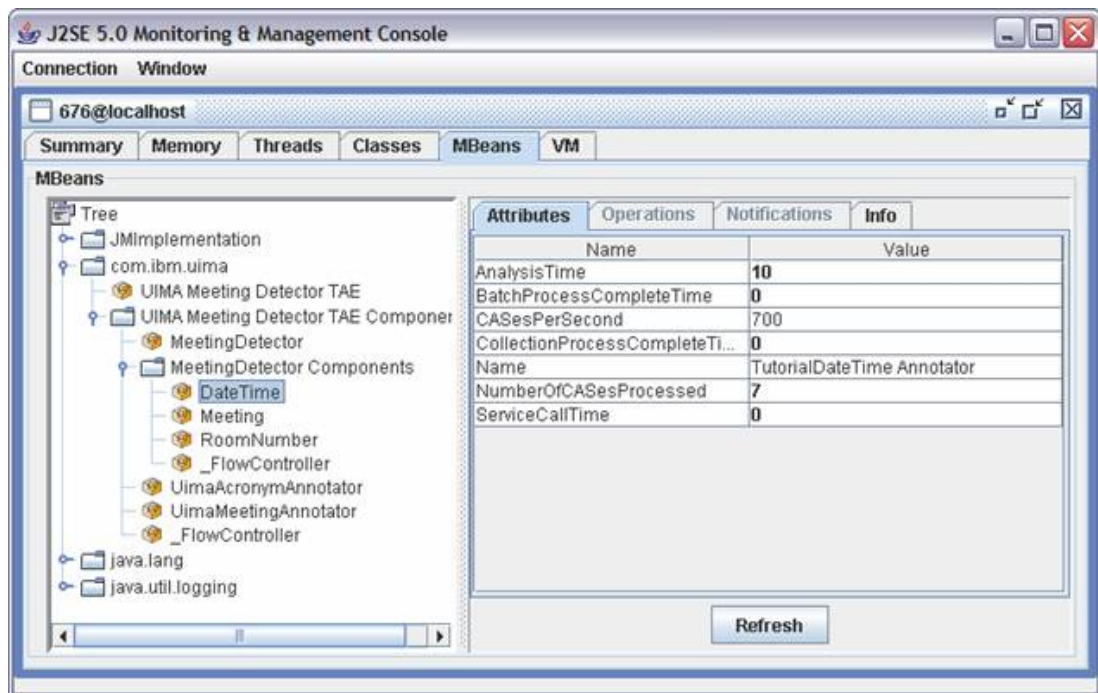 J2SE 5.0 Monitoring & Management Console
Connection Window
676@localhost
Summary Memory Threads Classes MBeans VM
MBeans
Tree
JMImplementation
com.ibm.uima
UIMA Meeting Detector TAE
UIMA Meeting Detector TAE Componer
MeetingDetector
MeetingDetector Components
DateTime
Meeting
RoomNumber
_FlowController
UimaAcronymAnnotator
UimaMeetingAnnotator
_FlowController
java.lang
java.util.logging
Attributes Operations Notifications Info
Name Value
AnalysisTime 10
BatchProcessCompleteTime 0
CASesPerSecond 700
CollectionProcessCompleteTi... 0
Name TutorialDateTime Annotator
NumberOfCASesProcessed 7
ServiceCallTime 0
Refresh